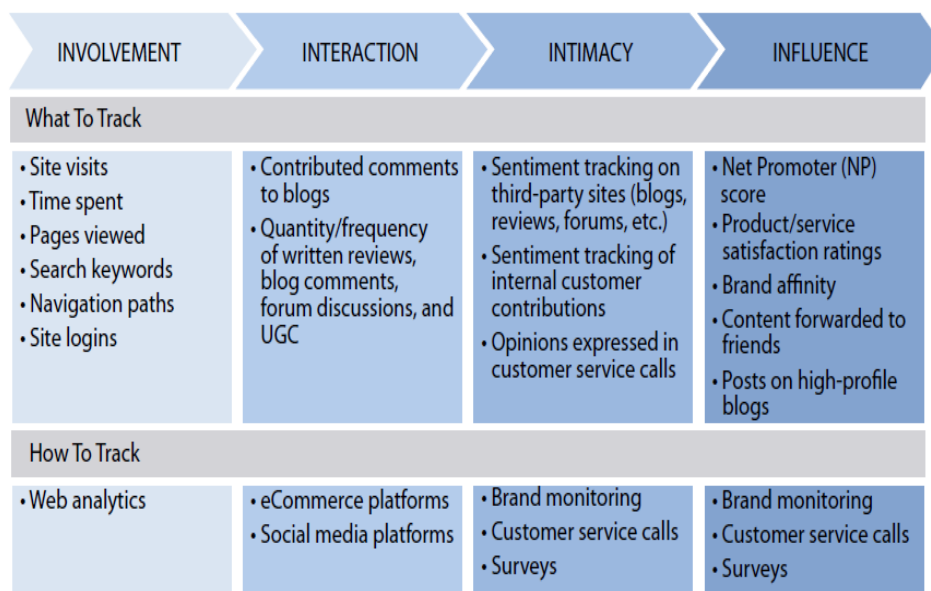 INVOLVEMENT
INTERACTION
INTIMACY
INFLUENCE
What To Track
• Site visits
• Time spent
• Pages viewed
• Search keywords
• Navigation paths
• Site logins
• Contributed comments
to blogs
• Quantity/frequency
of written reviews,
blog comments,
forum discussions, and
UGC
• Sentiment tracking on
third-party sites (blogs,
reviews, forums, etc.)
• Sentiment tracking of
internal customer
contributions
• Opinions expressed in
customer service calls
• Net Promoter (NP)
score
• Product/service
satisfaction ratings
• Brand affinity
• Content forwarded to
friends
• Posts on high-profile
blogs
How To Track
• Web analytics
• eCommerce platforms
• Social media platforms
• Brand monitoring
• Customer service calls
• Surveys
• Brand monitoring
• Customer service calls
• Surveys